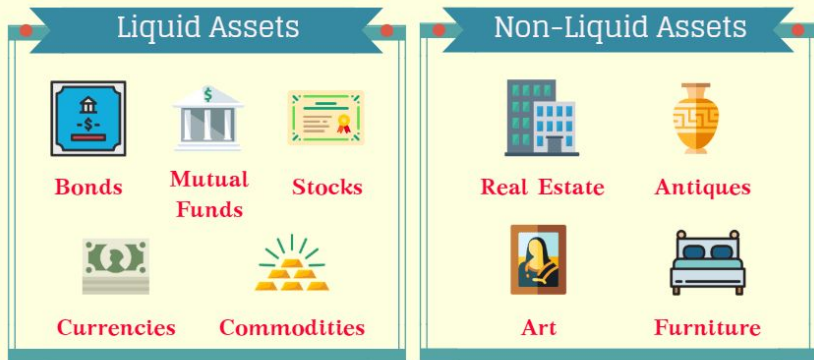 Liquid Assets
Non-Liquid Assets
$
-$-
Bonds
Mutual
Funds
Stocks
Real Estate
Antiques
Currencies
Commodities
Art
Furniture